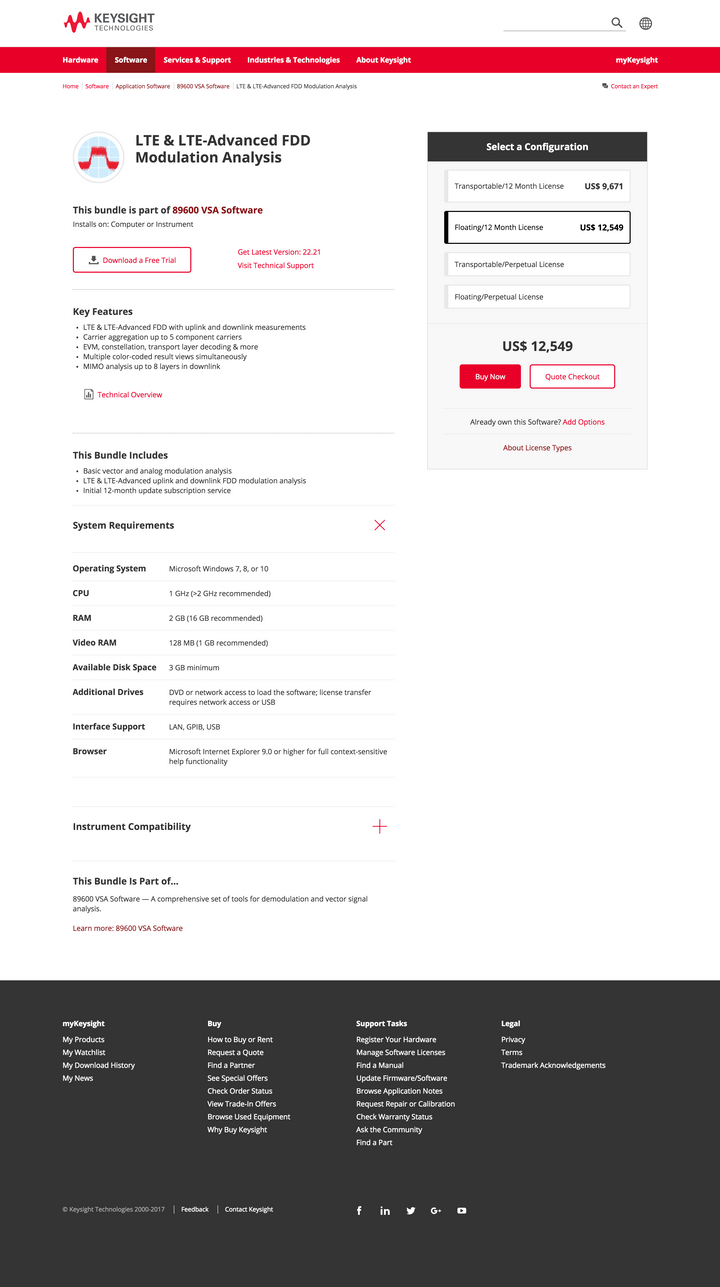 KEYSIGHT
TECHNOLOGIES
Hardware
Software
Services & Support
Industries & Technologies
About Keysight
myKeysight
Home
Software
Application Software
89600 VSA Software
LTE & LTE-Advanced FDD Modulation Analysis
Contact an Expert
LTE & LTE-Advanced FDD
Modulation Analysis
This bundle is part of 89600 VSA Software
Installs on: Computer or Instrument
Download a Free Trial
Get Latest Version: 22.21
Visit Technical Support
Key Features
• LTE & LTE-Advanced FDD with uplink and downlink measurements
• Carrier aggregation up to 5 component carriers
• EVM, constellation, transport layer decoding & more
• Multiple color-coded result views simultaneously
• MIMO analysis up to 8 layers in downlink
Technical Overview
This Bundle Includes
• Basic vector and analog modulation analysis
• LTE & LTE-Advanced uplink and downlink FDD modulation analysis
• Initial 12-month update subscription service
System Requirements
Operating System Microsoft Windows 7, 8, or 10
CPU 1 GHz (>2 GHz recommended)
RAM 2 GB (16 GB recommended)
Video RAM 128 MB (1 GB recommended)
Available Disk Space 3 GB minimum
Additional Drives DVD or network access to load the software; license transfer
requires network access or USB
Interface Support LAN, GPIB, USB
Browser Microsoft Internet Explorer 9.0 or higher for full context-sensitive
help functionality
Instrument Compatibility
This Bundle Is Part of...
89600 VSA Software — A comprehensive set of tools for demodulation and vector signal
analysis.
Learn more: 89600 VSA Software
Select a Configuration
Transportable/12 Month License US$ 9,671
Floating/12 Month License US$ 12,549
Transportable/Perpetual License
Floating/Perpetual License
US$ 12,549
Buy Now
Quote Checkout
Already own this Software? Add Options
About License Types
myKeysight
My Products
My Watchlist
My Download History
My News
Buy
How to Buy or Rent
Request a Quote
Find a Partner
See Special Offers
Check Order Status
View Trade-In Offers
Browse Used Equipment
Why Buy Keysight
Support Tasks
Register Your Hardware
Manage Software Licenses
Find a Manual
Update Firmware/Software
Browse Application Notes
Request Repair or Calibration
Check Warranty Status
Ask the Community
Find a Part
Legal
Privacy
Terms
Trademark Acknowledgements
© Keysight Technologies 2000-2017
Feedback
Contact Keysight